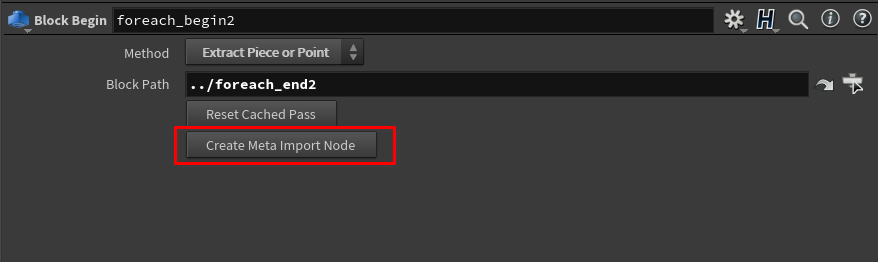 Block Begin foreach_begin2
Method Extract Piece or Point
Block Path ../foreach_end2
Reset Cached Pass
Create Meta Import Node